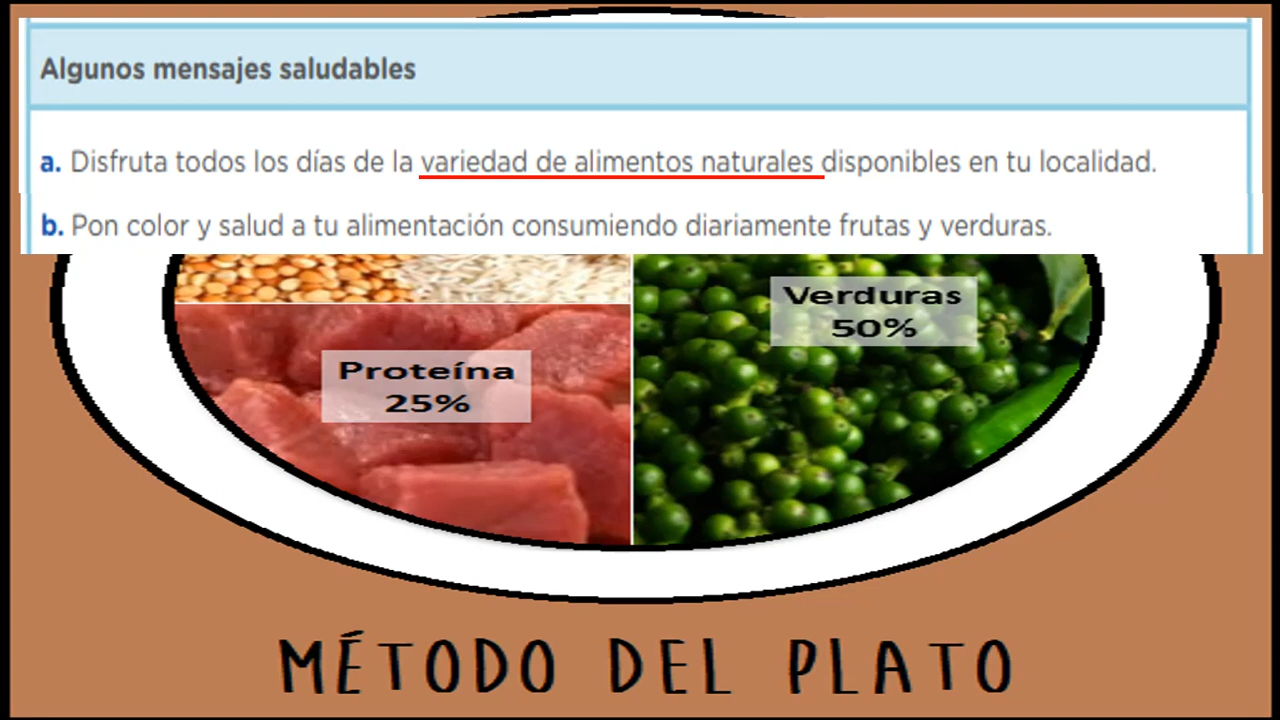 Algunos mensajes saludables
a. Disfruta todos los días de la variedad de alimentos naturales disponibles en tu localidad.
b. Pon color y salud a tu alimentación consumiendo diariamente frutas y verduras.
Verduras
50%
Proteína
25%
MÉTODO DEL PLATO